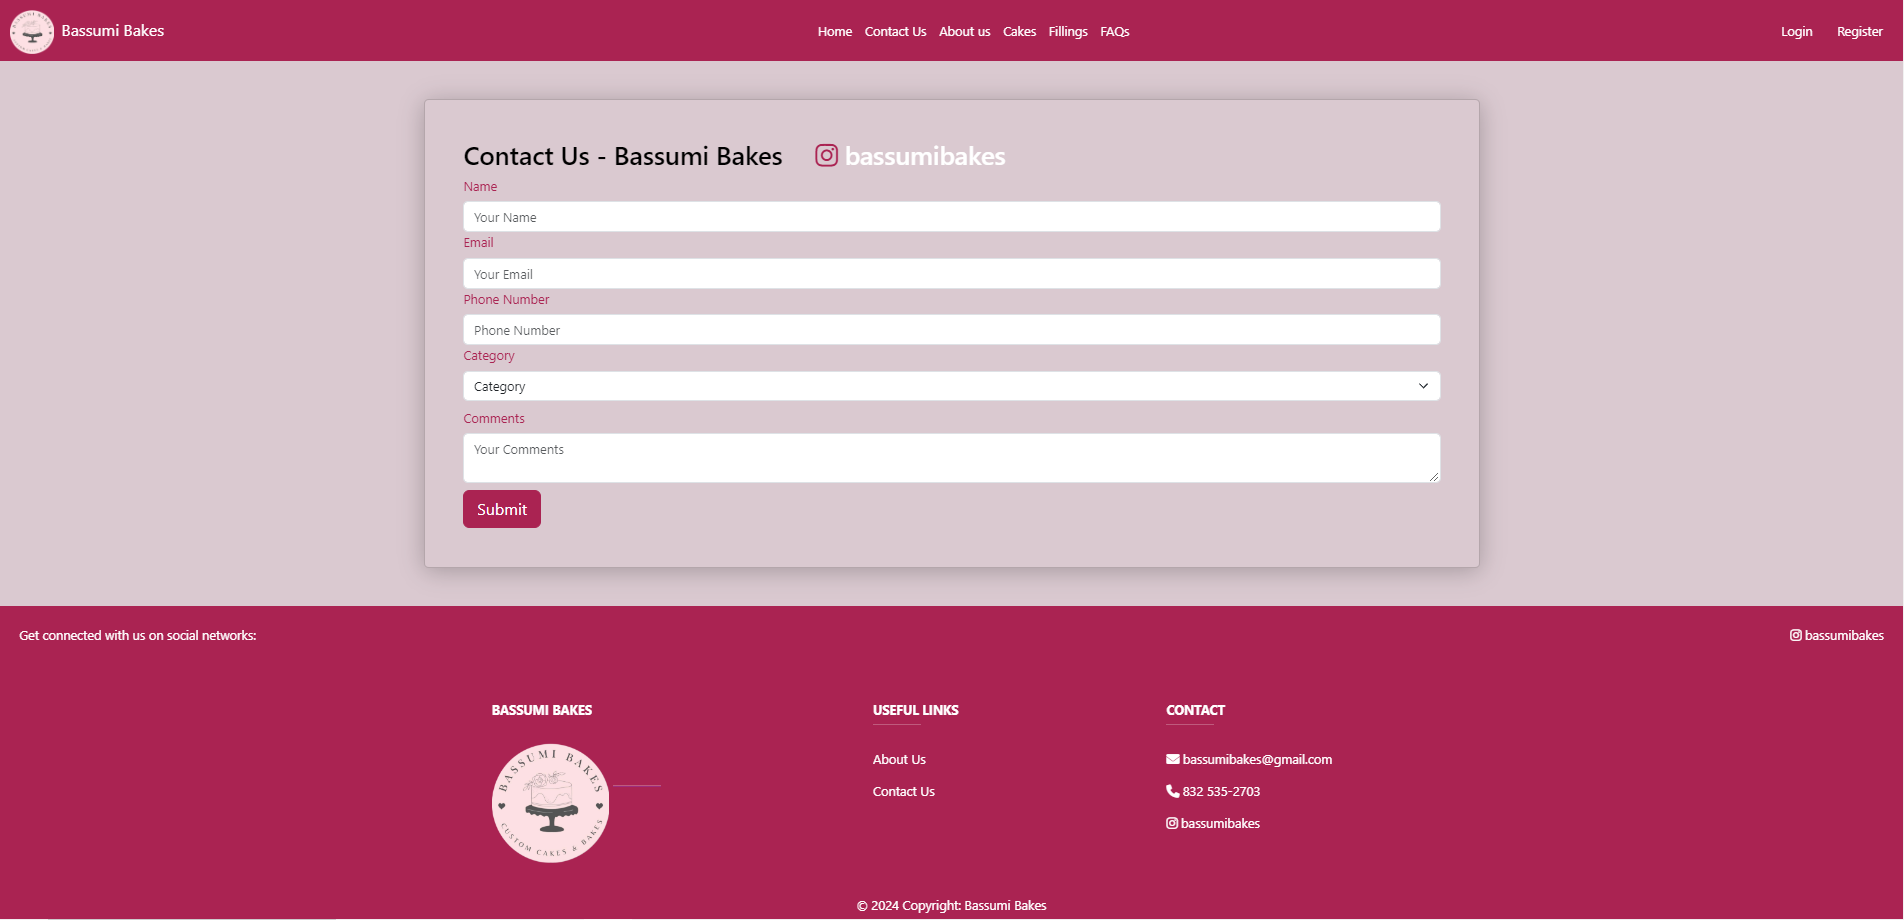 Bassumi Bakes
Home Contact Us About us Cakes Fillings FAQs
Login Register
Contact Us - Bassumi Bakes bassumibakes
Name
Your Name
Email
Your Email
Phone Number
Phone Number
Category
Category
Comments
Your Comments
Submit
Get connected with us on social networks:
bassumibakes
BASSUMI BAKES
BASSUMI BAKES
CUSTOM CAKES & BAKES
USEFUL LINKS
About Us
Contact Us
CONTACT
bassumibakes@gmail.com
832 535-2703
bassumibakes
© 2024 Copyright: Bassumi Bakes